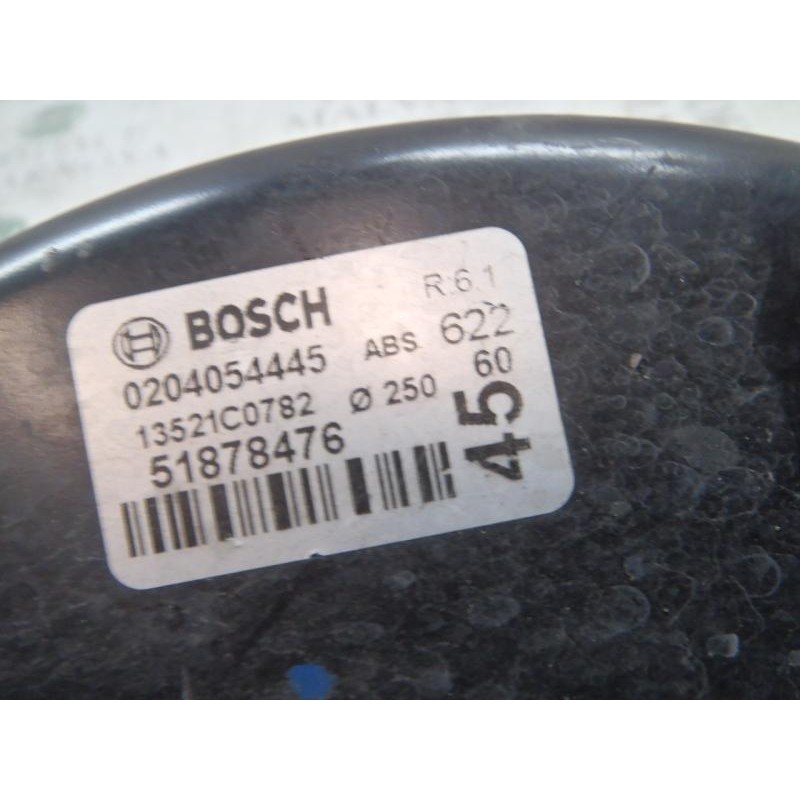 BOSCH R:6.1
0204054445 ABS 622
13521C0782 Ø 250 60
51878476 45